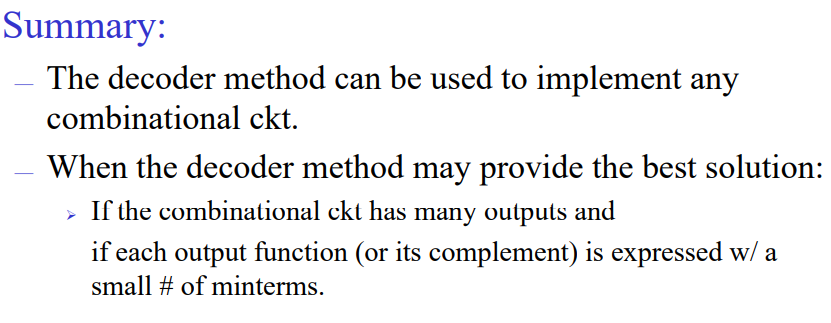 Summary:
– The decoder method can be used to implement any
combinational ckt.
– When the decoder method may provide the best solution:
➢ If the combinational ckt has many outputs and
if each output function (or its complement) is expressed w/ a
small # of minterms.